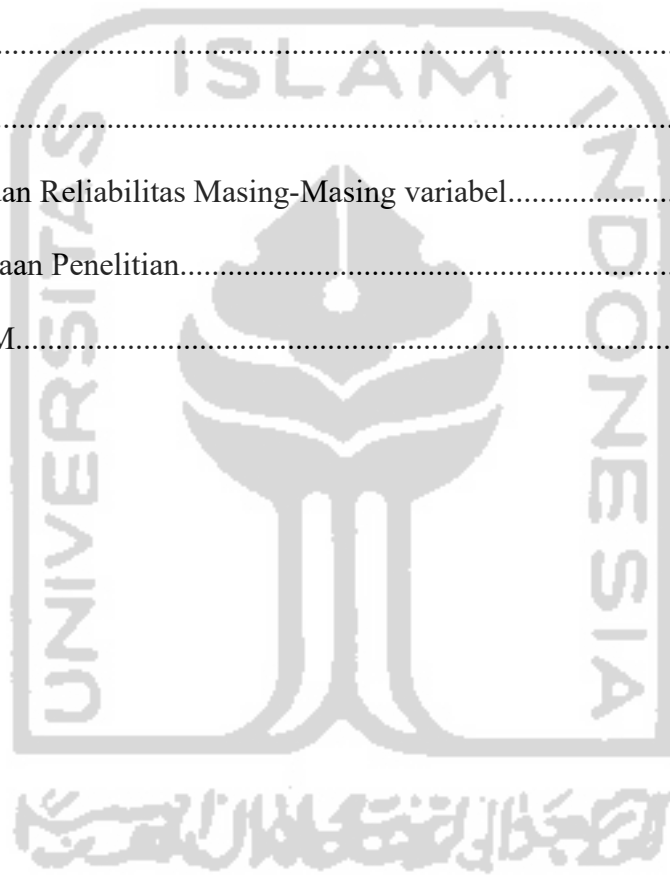 ISLAM
UNIVERSITAS
INDONESIA
...............................................................................
...............................................................................
an Reliabilitas Masing-Masing variabel....................
aan Penelitian.............................................................
M.................................................................................